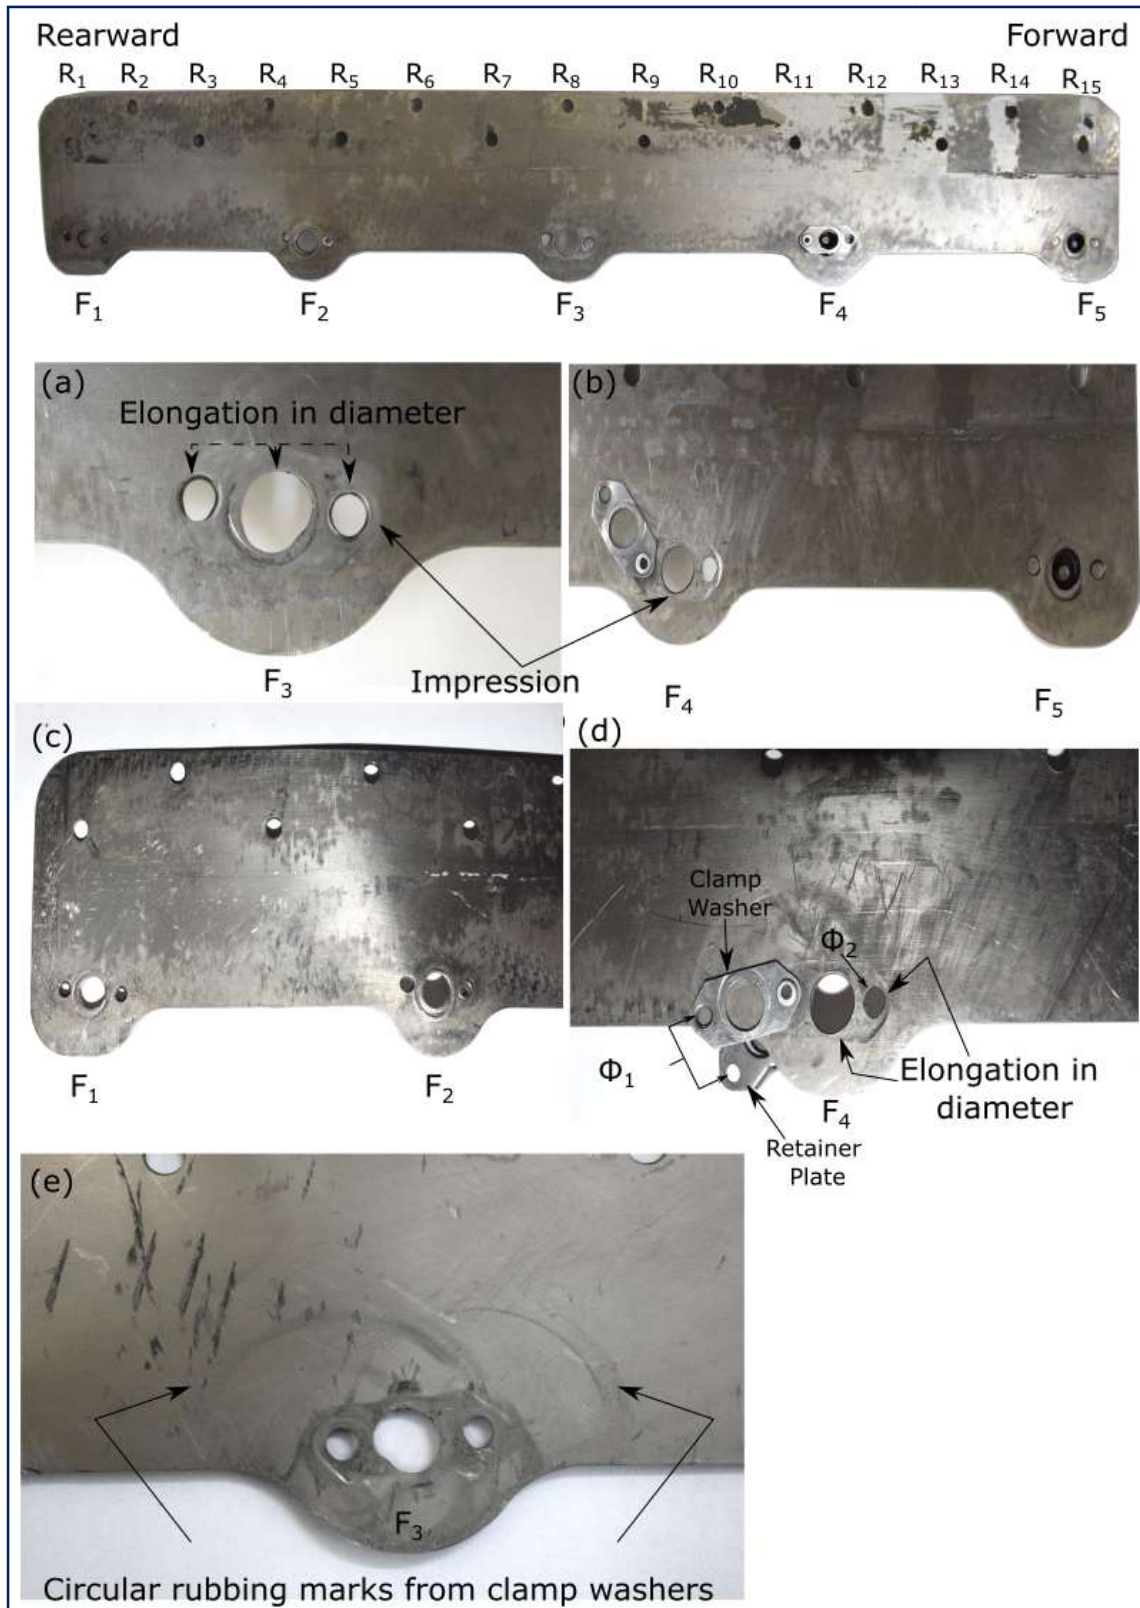 Rearward Forward
R1 R2 R3 R4 R5 R6 R7 R8 R9 R10 R11 R12 R13 R14 R15
F1 F2 F3 F4 F5
(a)
Elongation in diameter
F3
Impression
(b)
F4
F5
(c)
F1
F2
(d)
Clamp
Washer
Φ2
Φ1
Elongation in
diameter
F4
Retainer
Plate
(e)
F3
Circular rubbing marks from clamp washers